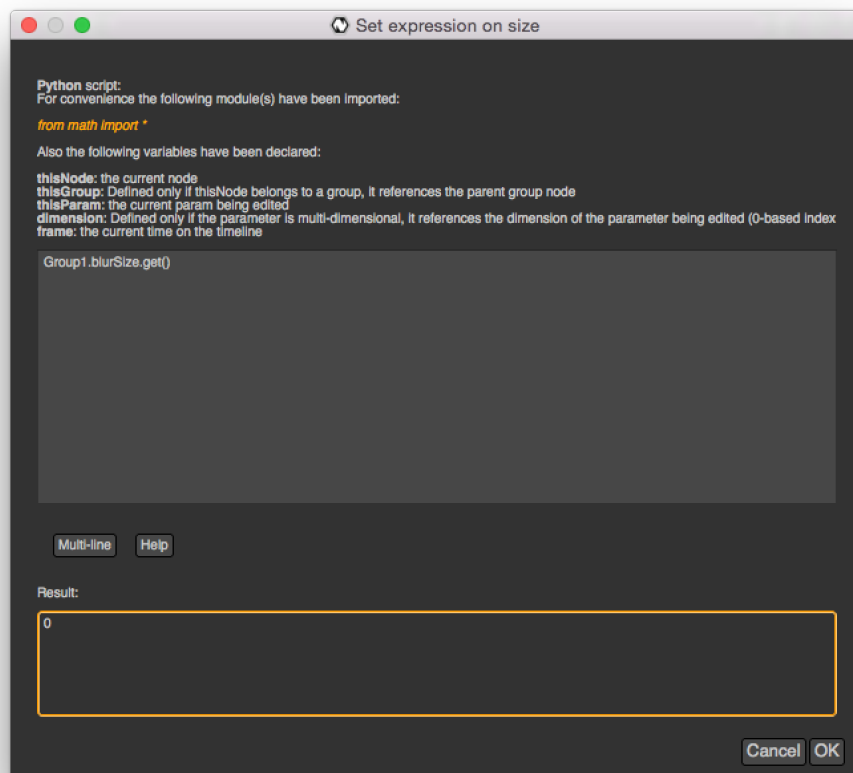 Set expression on size
Python script:
For convenience the following module(s) have been imported:
from math import *
Also the following variables have been declared:
thisNode: the current node
thisGroup: Defined only if thisNode belongs to a group, it references the parent group node
thisParam: the current param being edited
dimension: Defined only if the parameter is multi-dimensional, it references the dimension of the parameter being edited (0-based index
frame: the current time on the timeline
Group1.blurSize.get()
Multi-line Help
Result:
0
Cancel OK